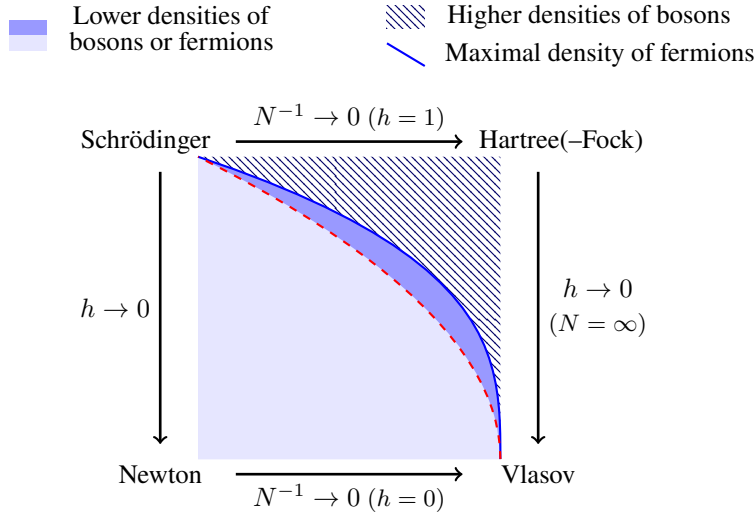 Lower densities of
bosons or fermions
Higher densities of bosons
Maximal density of fermions
N⁻¹ → 0 (h = 1)
Schrödinger
Hartree(–Fock)
h → 0
h → 0
(N = ∞)
Newton
Vlasov
N⁻¹ → 0 (h = 0)